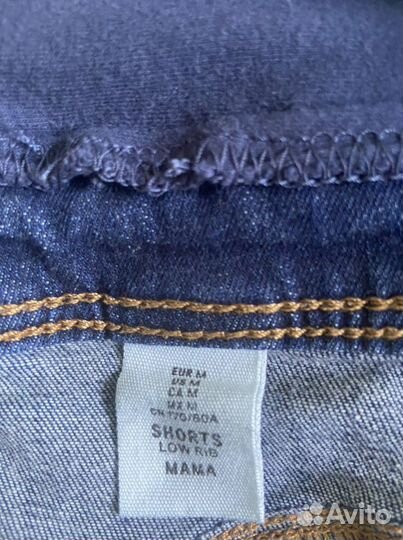 EUR M
US M
CA M
MX M
CN 170/80A
SHORTS
LOW RIB
MAMA
Avito